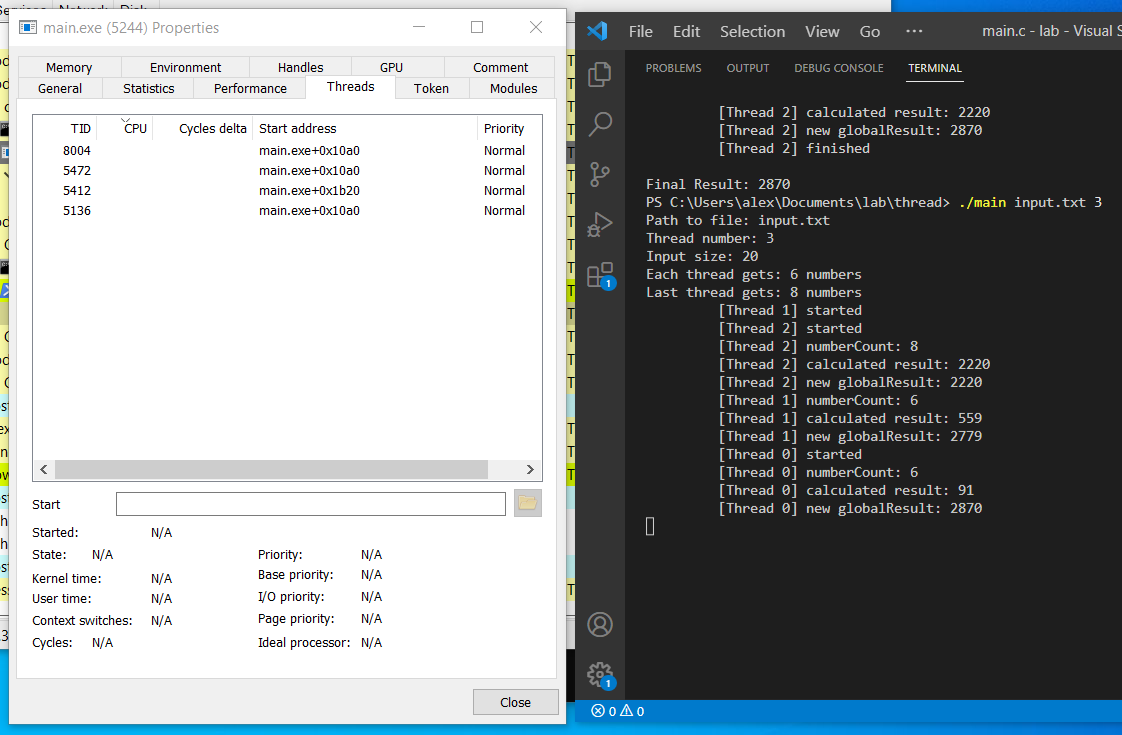 main.exe (5244) Properties
Memory Environment Handles GPU Comment
General Statistics Performance Threads Token Modules
TID CPU Cycles delta Start address Priority
8004 main.exe+0x10a0 Normal
5472 main.exe+0x10a0 Normal
5412 main.exe+0x1b20 Normal
5136 main.exe+0x10a0 Normal
Start
Started: N/A
State: N/A Priority: N/A
Kernel time: N/A Base priority: N/A
User time: N/A I/O priority: N/A
Context switches: N/A Page priority: N/A
Cycles: N/A Ideal processor: N/A
Close
File Edit Selection View Go ··· main.c - lab - Visual S
PROBLEMS OUTPUT DEBUG CONSOLE TERMINAL
[Thread 2] calculated result: 2220
[Thread 2] new globalResult: 2870
[Thread 2] finished
Final Result: 2870
PS C:\Users\alex\Documents\lab\thread> ./main input.txt 3
Path to file: input.txt
Thread number: 3
Input size: 20
Each thread gets: 6 numbers
Last thread gets: 8 numbers
[Thread 1] started
[Thread 2] started
[Thread 2] numberCount: 8
[Thread 2] calculated result: 2220
[Thread 2] new globalResult: 2220
[Thread 1] numberCount: 6
[Thread 1] calculated result: 559
[Thread 1] new globalResult: 2779
[Thread 0] started
[Thread 0] numberCount: 6
[Thread 0] calculated result: 91
[Thread 0] new globalResult: 2870
1
1
0 0